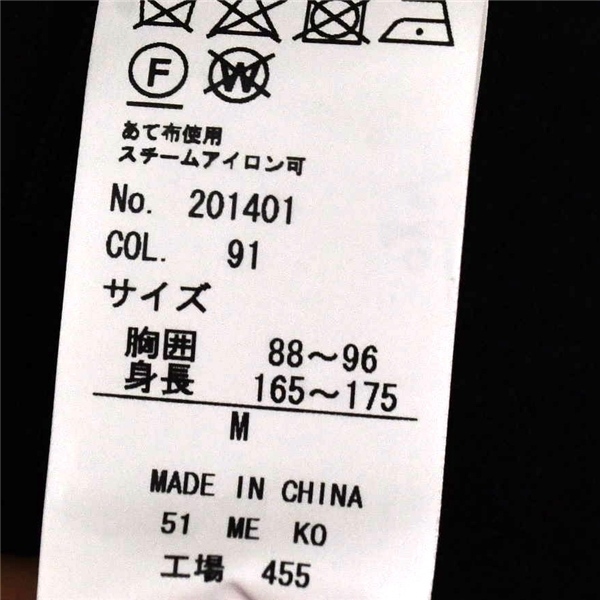 F W
あて布使用
スチームアイロン可
No. 201401
COL. 91
サイズ
胸囲 88～96
身長 165～175
M
MADE IN CHINA
51 ME KO
工場 455